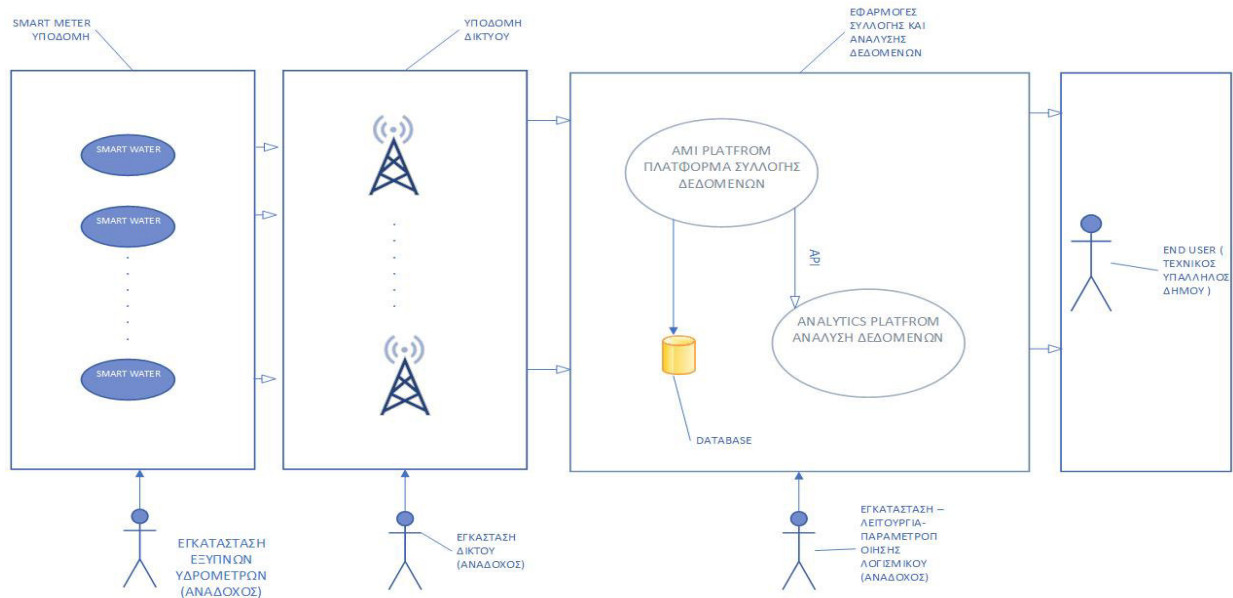 SMART METER
ΥΠΟΔΟΜΗ
ΥΠΟΔΟΜΗ
ΔΙΚΤΥΟΥ
ΕΦΑΡΜΟΓΕΣ
ΣΥΛΛΟΓΗΣ ΚΑΙ
ΑΝΑΛΥΣΗΣ
ΔΕΔΟΜΕΝΩΝ
SMART WATER
SMART WATER
SMART WATER
AMI PLATFROM
ΠΛΑΤΦΟΡΜΑ ΣΥΛΛΟΓΗΣ
ΔΕΔΟΜΕΝΩΝ
API
ANALYTICS PLATFROM
ΑΝΑΛΥΣΗ ΔΕΔΟΜΕΝΩΝ
DATABASE
END USER (
ΤΕΧΝΙΚΟΣ
ΥΠΑΛΛΗΛΟΣ
ΔΗΜΟΥ )
ΕΓΚΑΤΑΣΤΑΣΗ
ΕΞΥΠΝΩΝ
ΥΔΡΟΜΕΤΡΩΝ
(ΑΝΑΔΟΧΟΣ)
ΕΓΚΑΣΤΑΣΗ
ΔΙΚΤΟΥ
(ΑΝΑΔΟΧΟΣ)
ΕΓΚΑΤΑΣΤΑΣΗ –
ΛΕΙΤΟΥΡΓΙΑ-
ΠΑΡΑΜΕΤΡΟΠ
ΟΙΗΣΗΣ
ΛΟΓΙΣΜΙΚΟΥ
(ΑΝΑΔΟΧΟΣ)